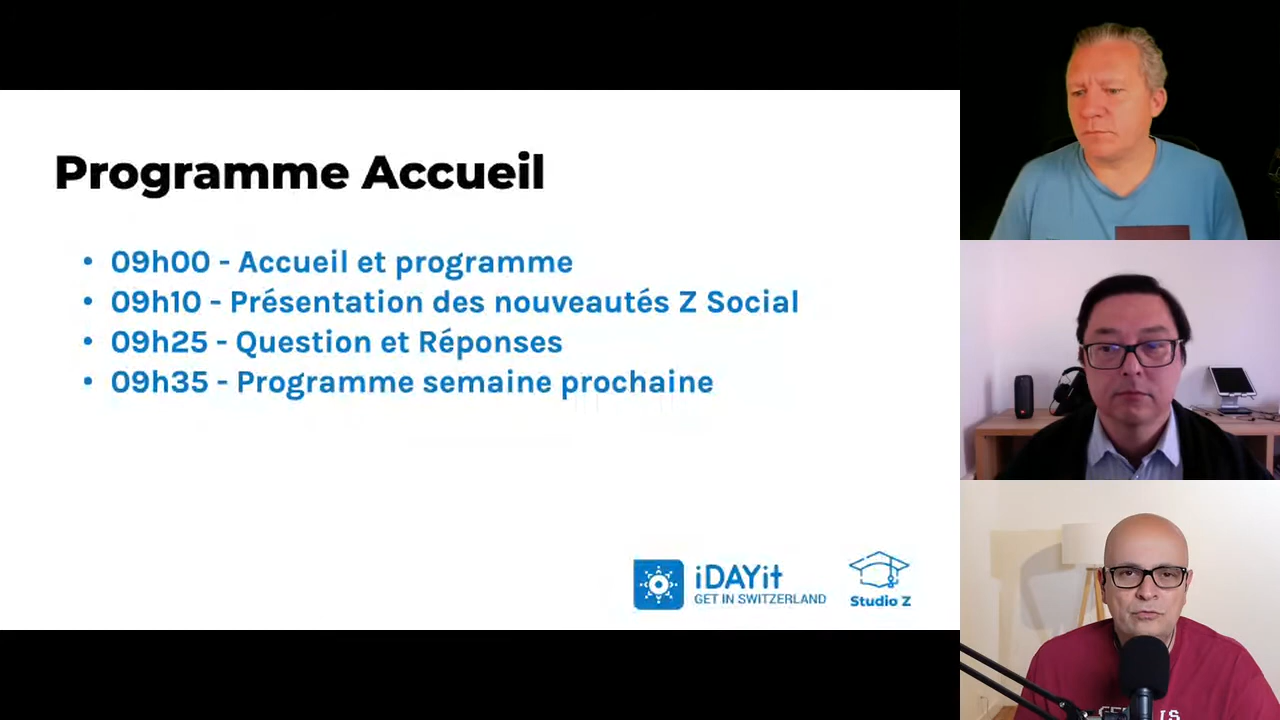 Programme Accueil
• 09h00 - Accueil et programme
• 09h10 - Présentation des nouveautés Z Social
• 09h25 - Question et Réponses
• 09h35 - Programme semaine prochaine
iDAYit
GET IN SWITZERLAND
Studio Z